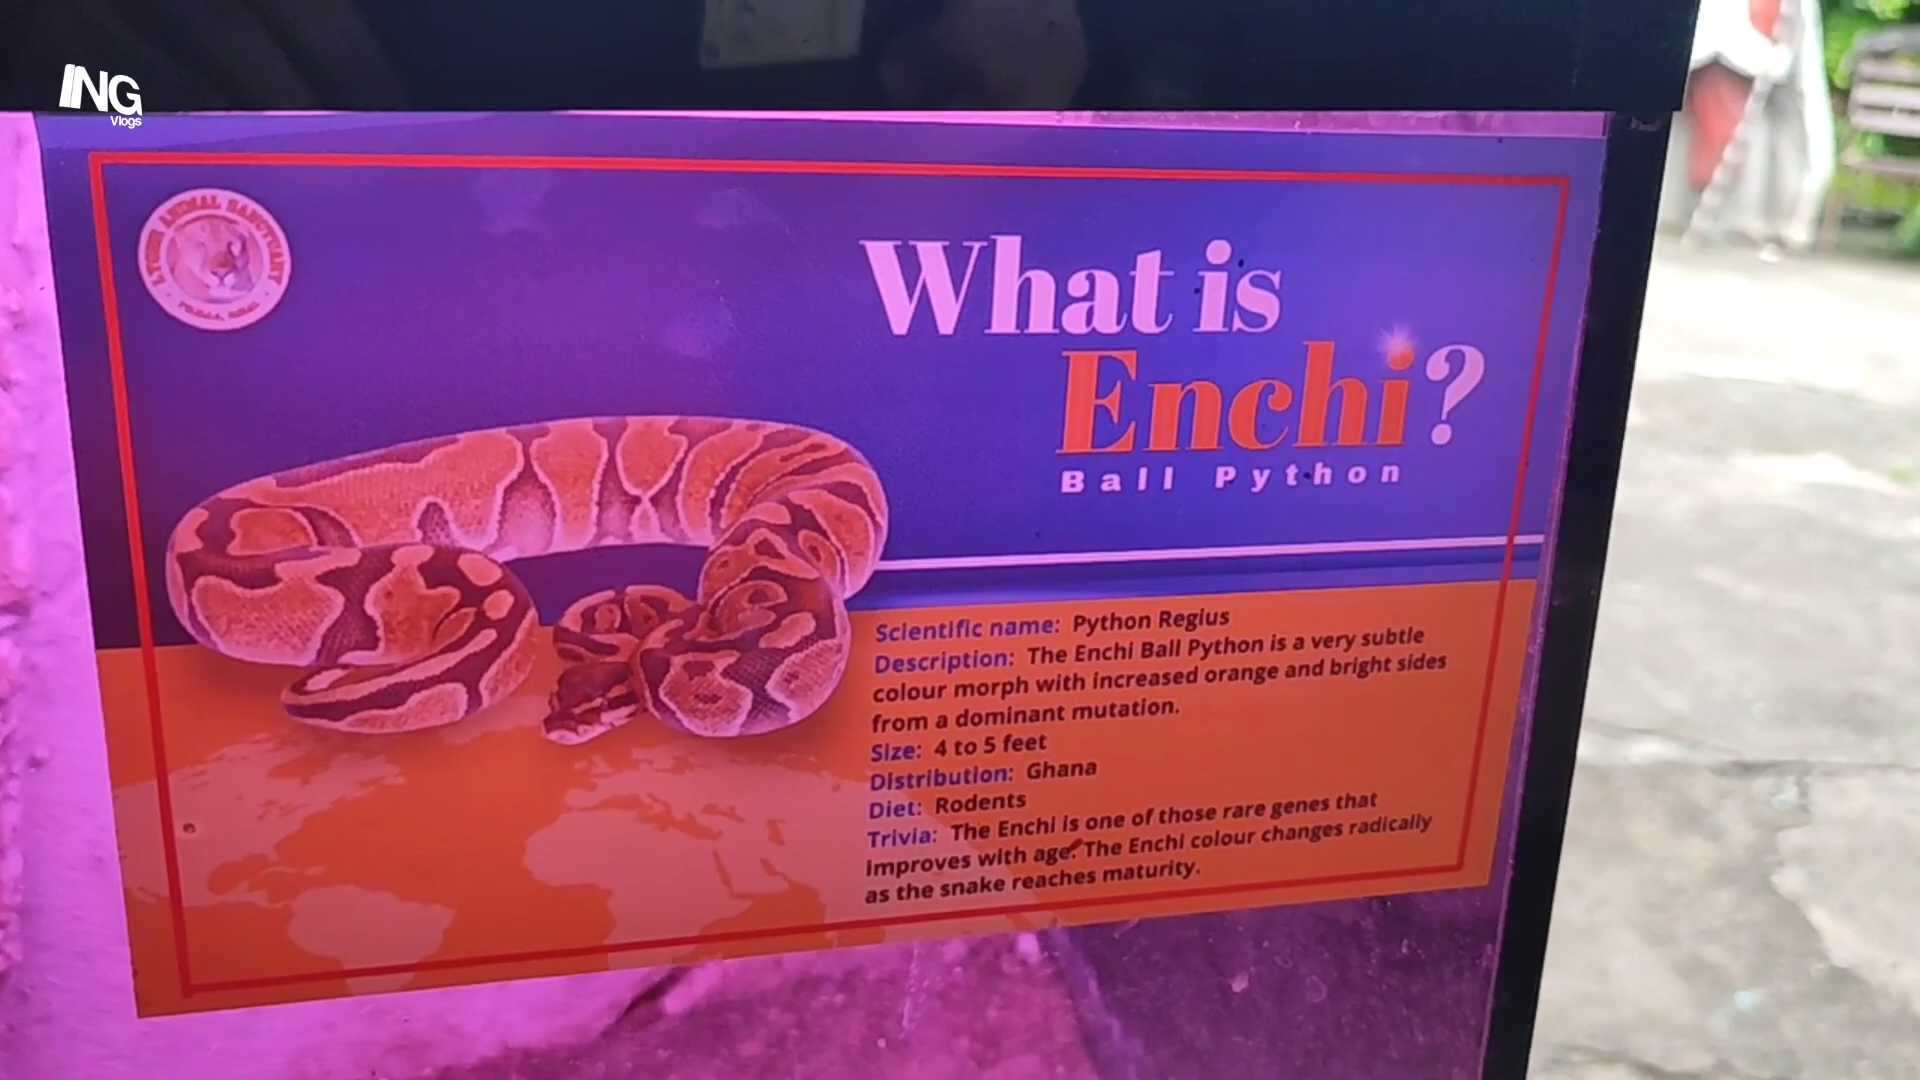 ING
Vlogs
ANIMAL SANCTUARY
What is
Enchi?
Ball Python
Scientific name: Python Regius
Description: The Enchi Ball Python is a very subtle
colour morph with increased orange and bright sides
from a dominant mutation.
Size: 4 to 5 feet
Distribution: Ghana
Diet: Rodents
Trivia: The Enchi is one of those rare genes that
improves with age. The Enchi colour changes radically
as the snake reaches maturity.